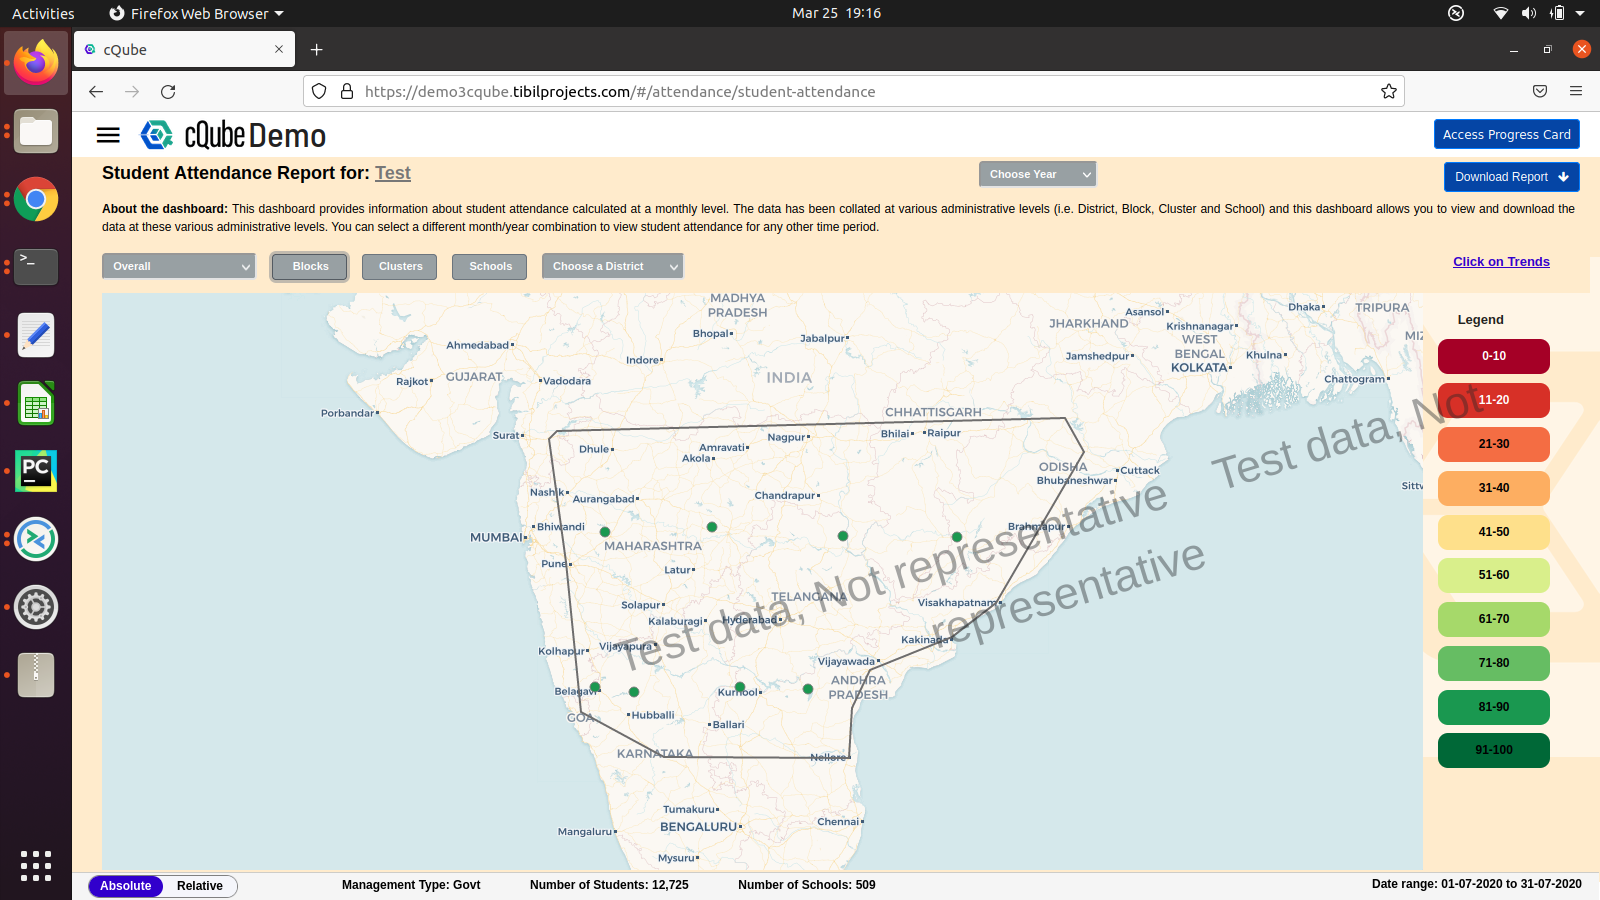 Activities
Firefox Web Browser
Mar 25 19:16
cQube
https://demo3cqube.tibilprojects.com/#/attendance/student-attendance
cQube Demo
Access Progress Card
Student Attendance Report for: Test
Choose Year
Download Report
About the dashboard: This dashboard provides information about student attendance calculated at a monthly level. The data has been collated at various administrative levels (i.e. District, Block, Cluster and School) and this dashboard allows you to view and download the
data at these various administrative levels. You can select a different month/year combination to view student attendance for any other time period.
Overall
Blocks
Clusters
Schools
Choose a District
Click on Trends
MADHYA
PRADESH
Bhopal
Jabalpur
Indore
Ahmedabad
GUJARAT
Rajkot
Vadodara
Porbandar
Surat
INDIA
JHARKHAND
Asansol
Krishnanagar
WEST
BENGAL
KOLKATA
Jamshedpur
Khulna
Dhaka
TRIPURA
MIZ
Chattogram
CHHATTISGARH
Dhule
Amravati
Akola
Nagpur
Bhilai
Raipur
ODISHA
Bhubaneshwar
Cuttack
Sittv
Nashik
Aurangabad
Chandrapur
Bhiwandi
MUMBAI
MAHARASHTRA
Brahmapur
Pune
Latur
TELANGANA
Solapur
Kalaburagi
Hyderabad
Visakhapatnam
Kolhapur
Vijayapura
Kakinada
Vijayawada
ANDHRA
PRADESH
Belagavi
Kurnool
GOA
Hubballi
Ballari
KARNATAKA
Nellore
Tumakuru
BENGALURU
Chennai
Mangaluru
Mysuru
Test data, Not representative
Test data, Not
representative
Legend
0-10
11-20
21-30
31-40
41-50
51-60
61-70
71-80
81-90
91-100
Absolute
Relative
Management Type: Govt
Number of Students: 12,725
Number of Schools: 509
Date range: 01-07-2020 to 31-07-2020
>_
PC